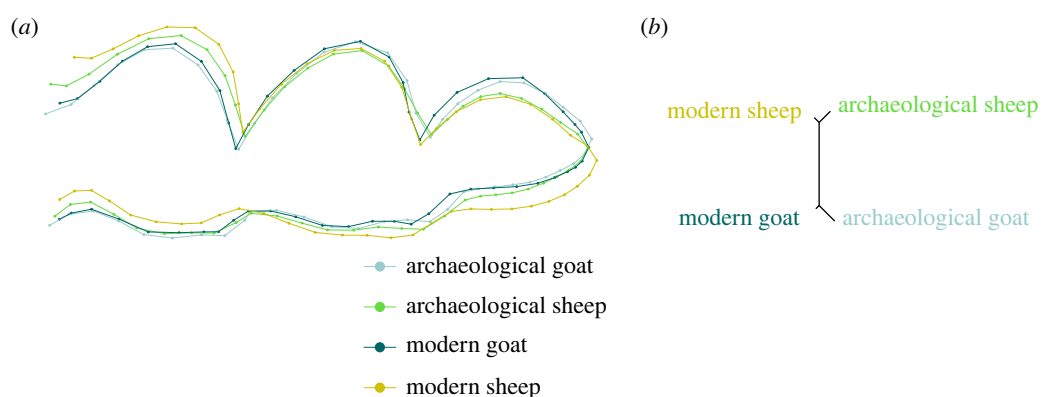 (a)
archaeological goat
archaeological sheep
modern goat
modern sheep
(b)
modern sheep archaeological sheep
modern goat archaeological goat